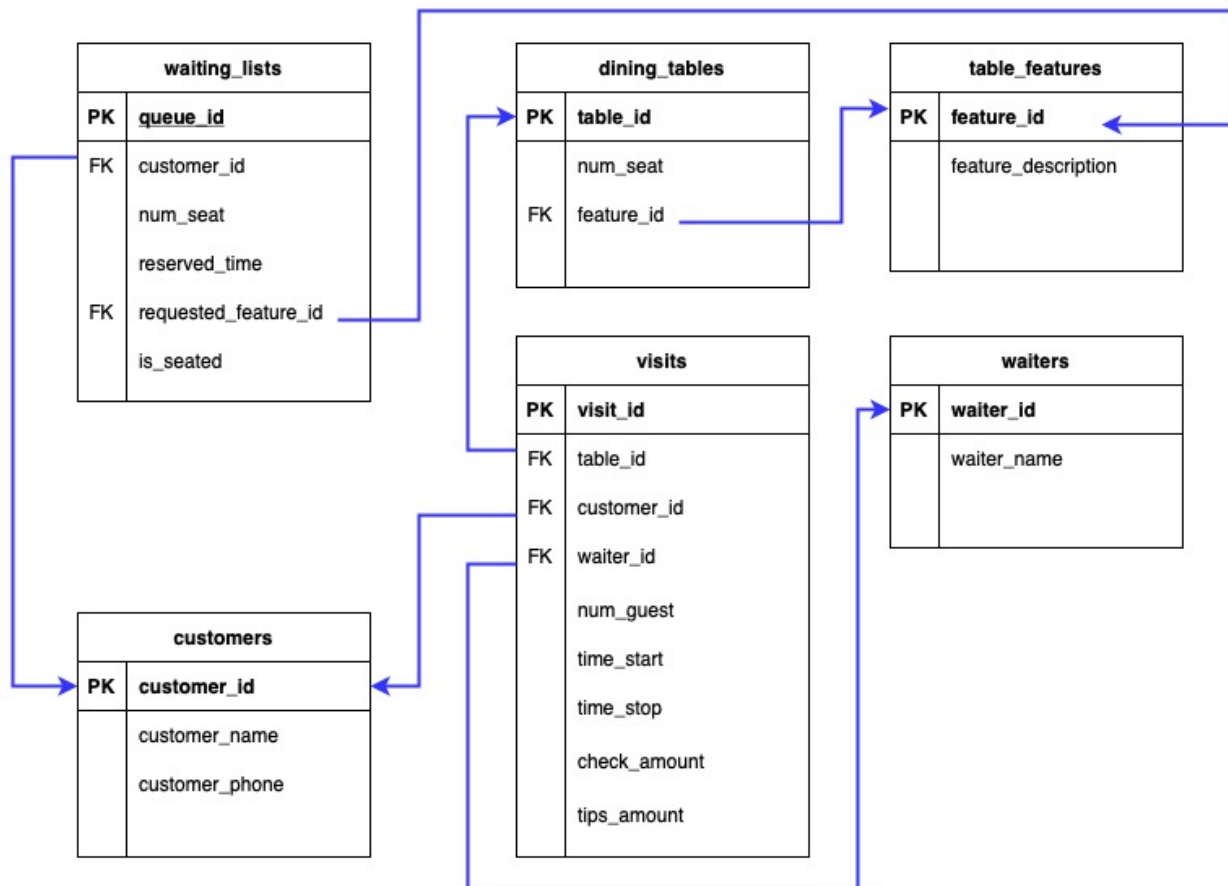 waiting_lists
PK queue_id
FK customer_id
num_seat
reserved_time
FK requested_feature_id
is_seated
dining_tables
PK table_id
num_seat
FK feature_id
table_features
PK feature_id
feature_description
visits
PK visit_id
FK table_id
FK customer_id
FK waiter_id
num_guest
time_start
time_stop
check_amount
tips_amount
waiters
PK waiter_id
waiter_name
customers
PK customer_id
customer_name
customer_phone